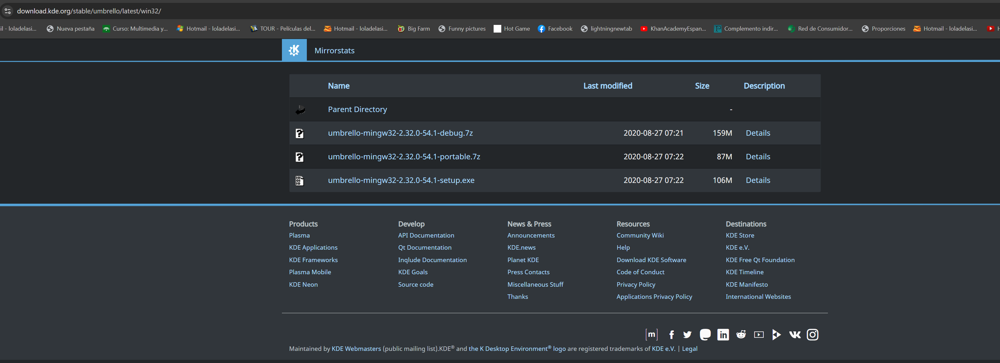 download.kde.org/stable/umbrello/latest/win32/
il - loladelasi... Nueva pestaña Curso: Multimedia y... Hotmail - loladelasi... TOUR - Películas del... Hotmail - loladelasi... Big Farm Funny pictures Hot Game Facebook lightningnewtab KhanAcademyEspan... Complemento indir... Red de Consumidor... Proporciones Hotmail - loladelasi...
Mirrorstats
Name Last modified Size Description
Parent Directory -
umbrello-mingw32-2.32.0-54.1-debug.7z 2020-08-27 07:21 159M Details
umbrello-mingw32-2.32.0-54.1-portable.7z 2020-08-27 07:22 87M Details
umbrello-mingw32-2.32.0-54.1-setup.exe 2020-08-27 07:22 106M Details
Products Develop News & Press Resources Destinations
Plasma API Documentation Announcements Community Wiki KDE Store
KDE Applications Qt Documentation KDE.news Help KDE e.V.
KDE Frameworks Inqlude Documentation Planet KDE Download KDE Software KDE Free Qt Foundation
Plasma Mobile KDE Goals Press Contacts Code of Conduct KDE Timeline
KDE Neon Source code Miscellaneous Stuff Privacy Policy KDE Manifesto
Thanks Applications Privacy Policy International Websites
[m] f in
Maintained by KDE Webmasters (public mailing list).KDE® and the K Desktop Environment® logo are registered trademarks of KDE e.V. | Legal